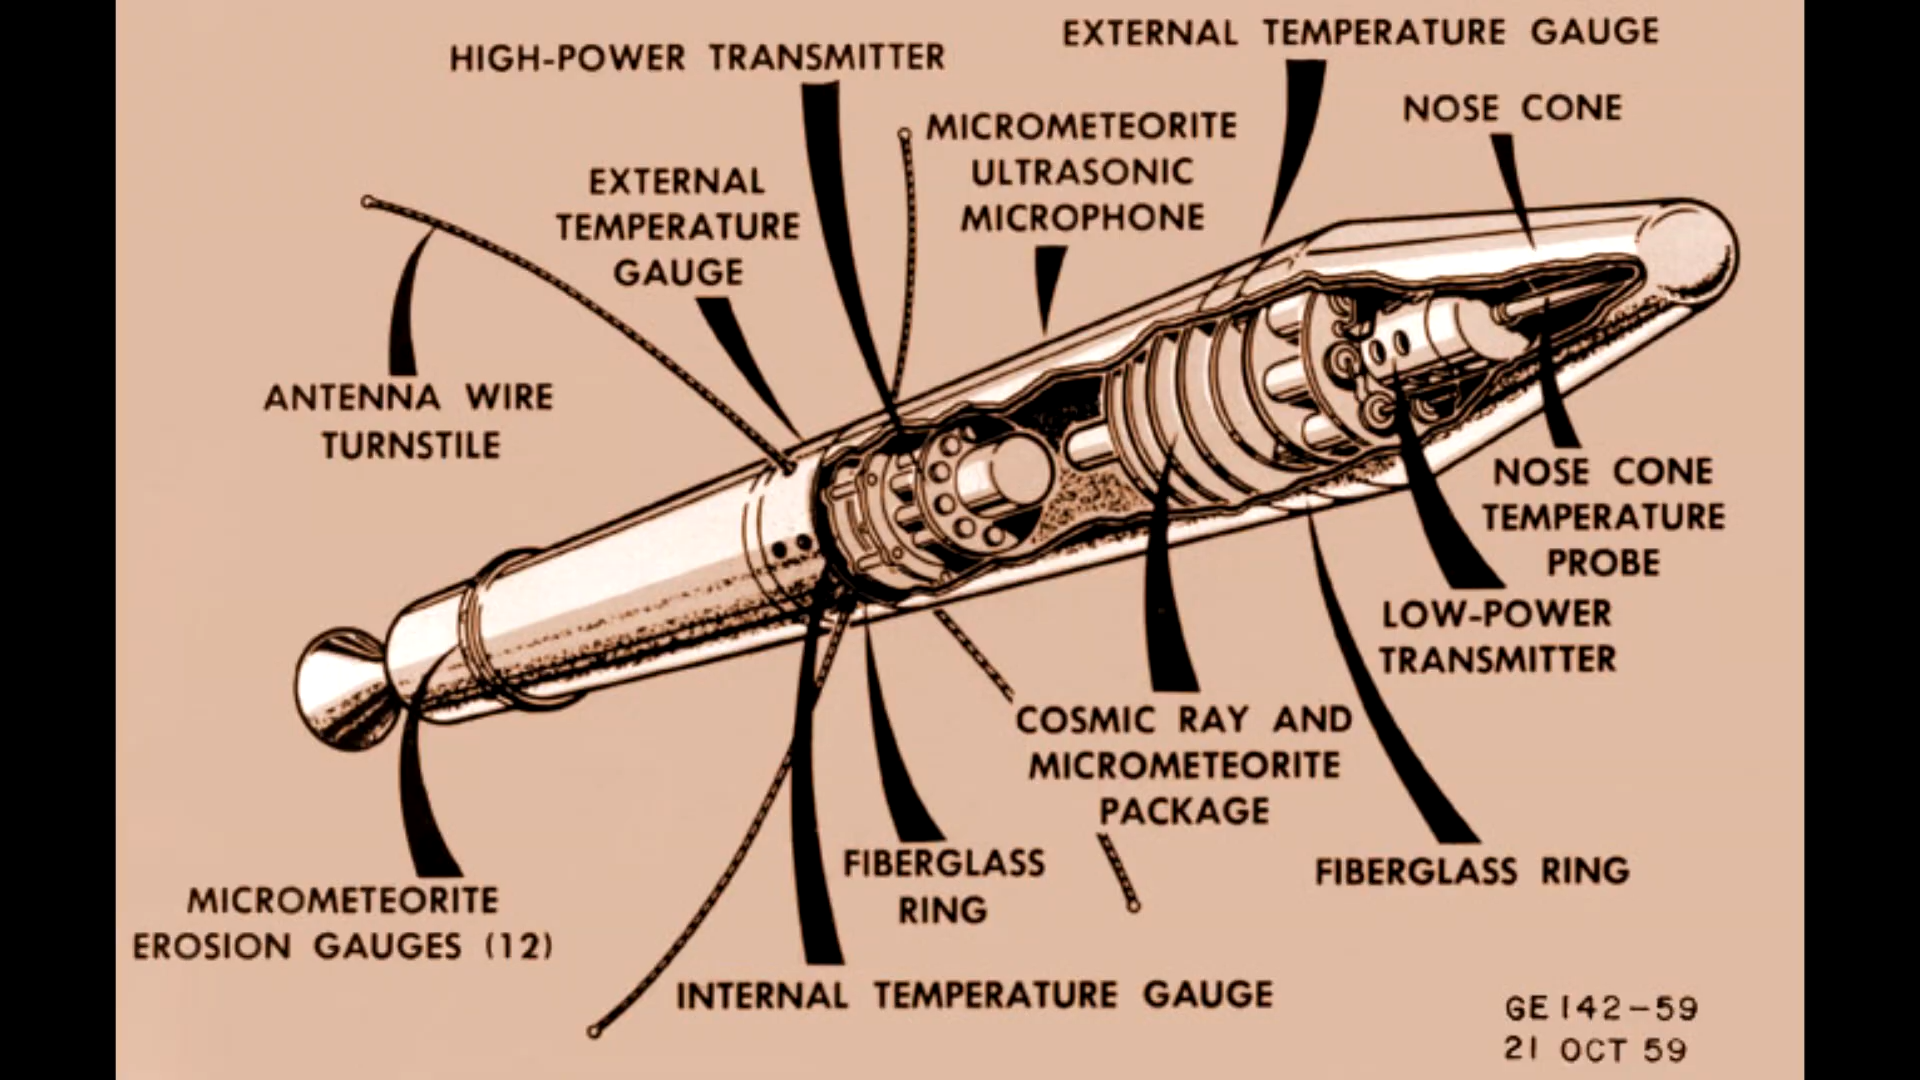 EXTERNAL TEMPERATURE GAUGE
HIGH-POWER TRANSMITTER
NOSE CONE
MICROMETEORITE
ULTRASONIC
MICROPHONE
EXTERNAL
TEMPERATURE
GAUGE
ANTENNA WIRE
TURNSTILE
NOSE CONE
TEMPERATURE
PROBE
LOW-POWER
TRANSMITTER
COSMIC RAY AND
MICROMETEORITE
PACKAGE
FIBERGLASS
RING
FIBERGLASS RING
MICROMETEORITE
EROSION GAUGES (12)
INTERNAL TEMPERATURE GAUGE
GE 142-59
21 OCT 59